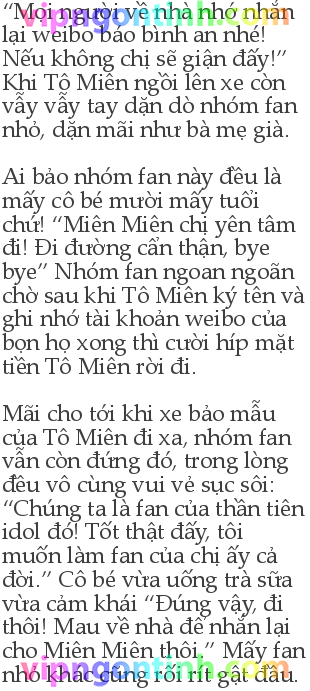 “Mọi người về nhà nhớ nhắn
lại weibo báo bình an nhé!
Nếu không chị sẽ giận đấy!”
Khi Tô Miên ngồi lên xe còn
vẫy vẫy tay dặn dò nhóm fan
nhỏ, dặn mãi như bà mẹ già.

Ai bảo nhóm fan này đều là
mấy cô bé mười mấy tuổi
chứ! “Miên Miên chị yên tâm
đi! Đi đường cẩn thận, bye
bye” Nhóm fan ngoan ngoãn
chờ sau khi Tô Miên ký tên và
ghi nhớ tài khoản weibo của
bọn họ xong thì cười híp mặt
tiền Tô Miên rời đi.

Mãi cho tới khi xe bảo mẫu
của Tô Miên đi xa, nhóm fan
vẫn còn đứng đó, trong lòng
đều vô cùng vui vẻ sục sôi:
“Chúng ta là fan của thần tiên
idol đó! Tốt thật đấy, tôi
muốn làm fan của chị ấy cả
đời.” Cô bé vừa uống trà sữa
vừa cảm khái “Đúng vậy, đi
thôi! Mau về nhà để nhắn lại
cho Miên Miên thôi.” Mấy fan
nhỏ khác cũng rối rít gật đầu.
vipngontinh.com
vipngontinh.com